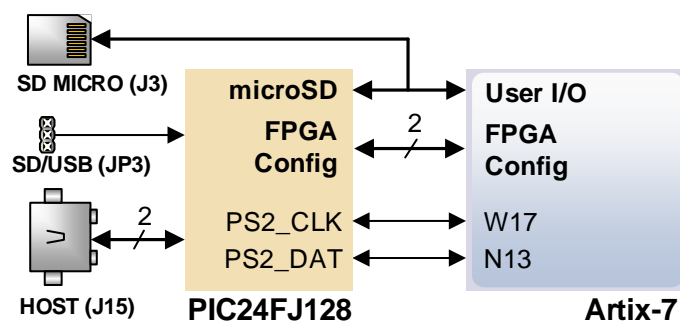 SD MICRO (J3)
microSD
User I/O
FPGA
Config
2
FPGA
Config
SD/USB (JP3)
2
PS2_CLK
W17
PS2_DAT
N13
HOST (J15)
PIC24FJ128
Artix-7